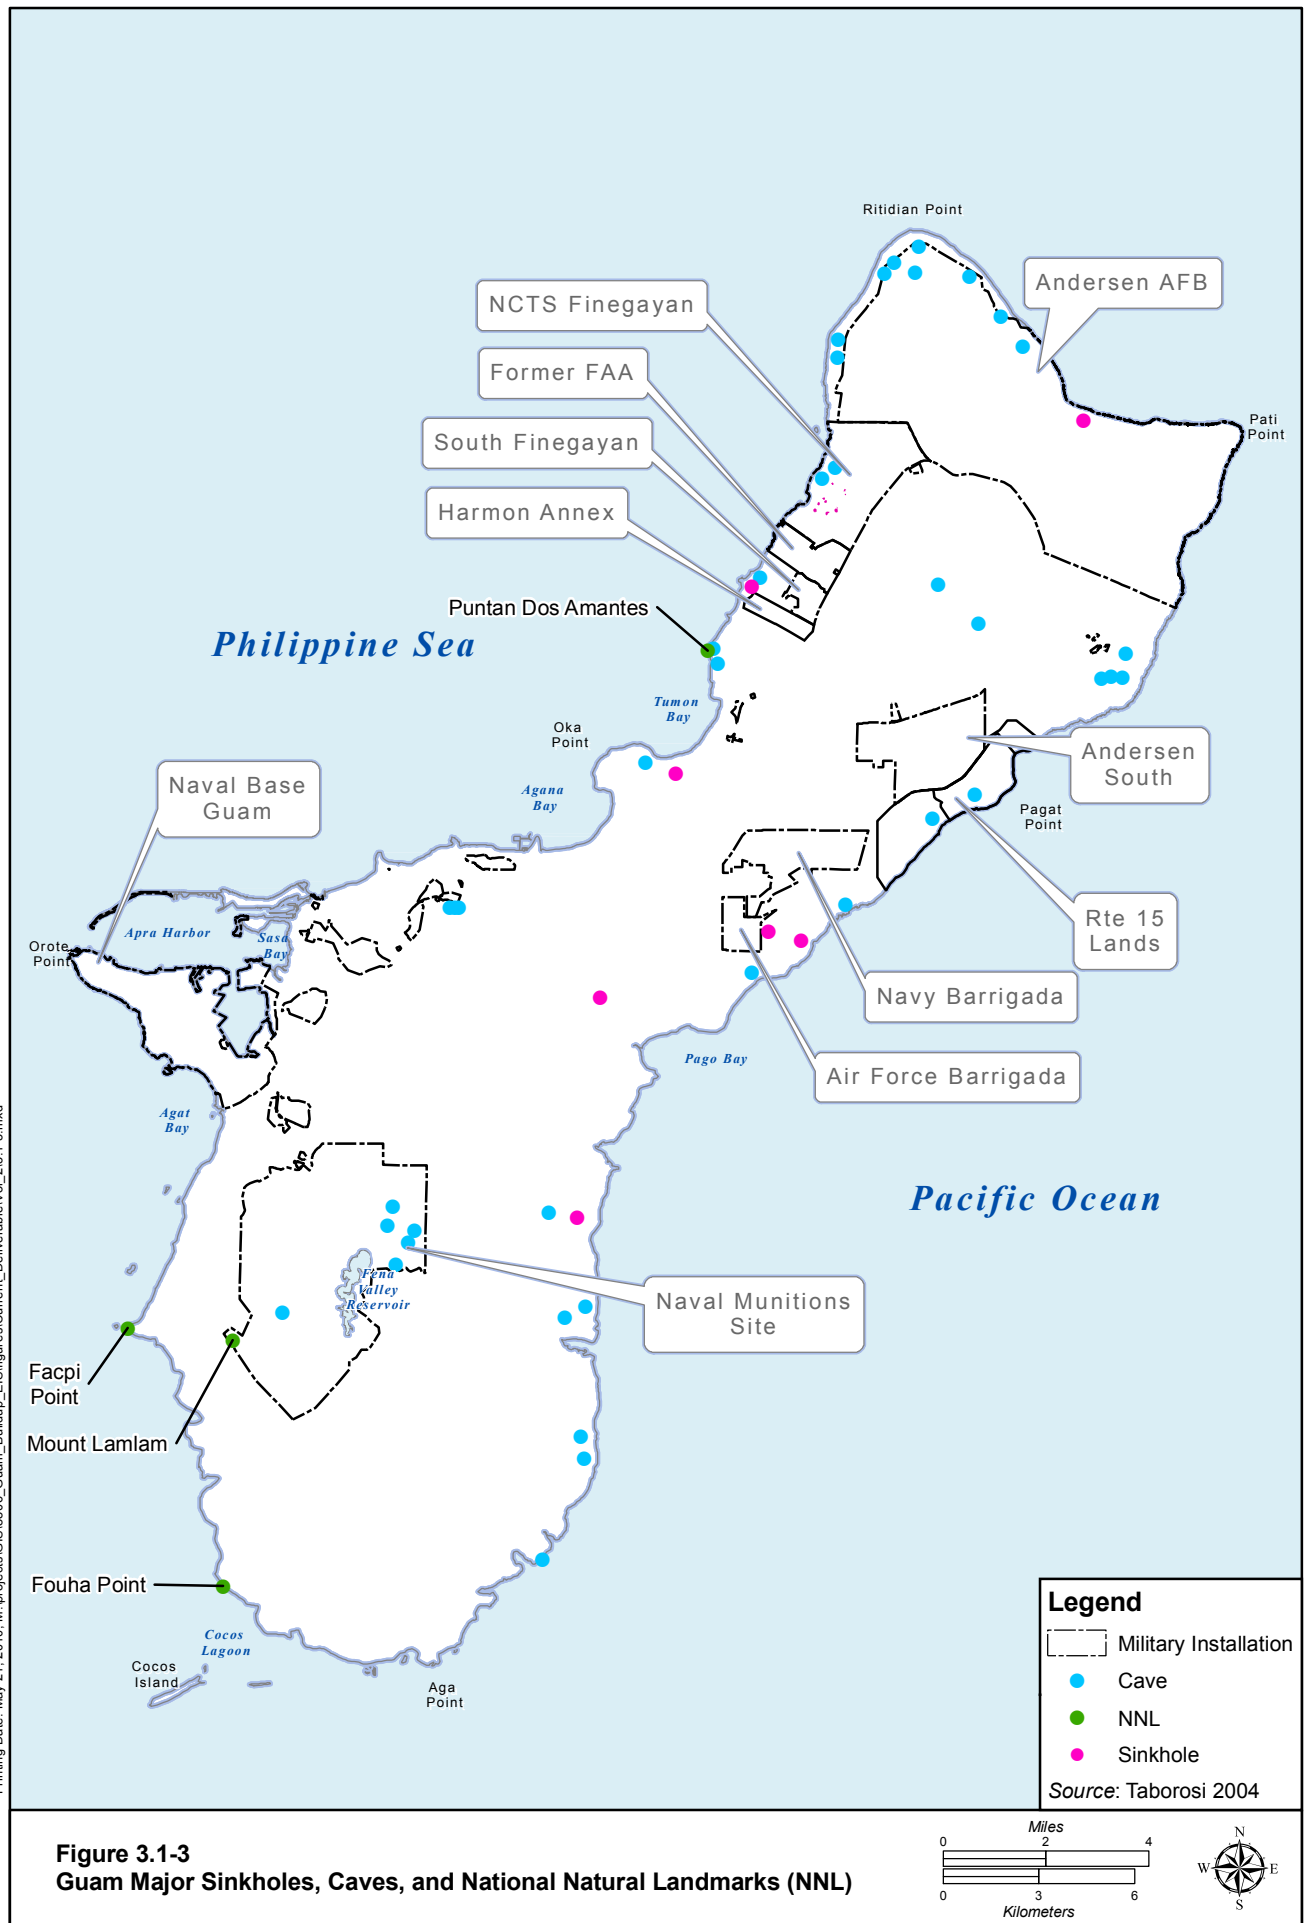 Ritidian Point
Andersen AFB
NCTS Finegayan
Former FAA
South Finegayan
Harmon Annex
Pati
Point
Puntan Dos Amantes
Philippine Sea
Tumon
Bay
Oka
Point
Agana
Bay
Andersen
South
Naval Base
Guam
Pagat
Point
Rte 15
Lands
Apra Harbor
Sasa
Bay
Orote
Point
Navy Barrigada
Pago Bay
Air Force Barrigada
Agat
Bay
Pacific Ocean
Fena
Valley
Reservoir
Naval Munitions
Site
Facpi
Point
Mount Lamlam
Fouha Point
Cocos
Lagoon
Cocos
Island
Aga
Point
Legend
Military Installation
Cave
NNL
Sinkhole
Source: Taborosi 2004
Figure 3.1-3
Guam Major Sinkholes, Caves, and National Natural Landmarks (NNL)
Miles
0 2 4
0 3 6
Kilometers
N
W E
S